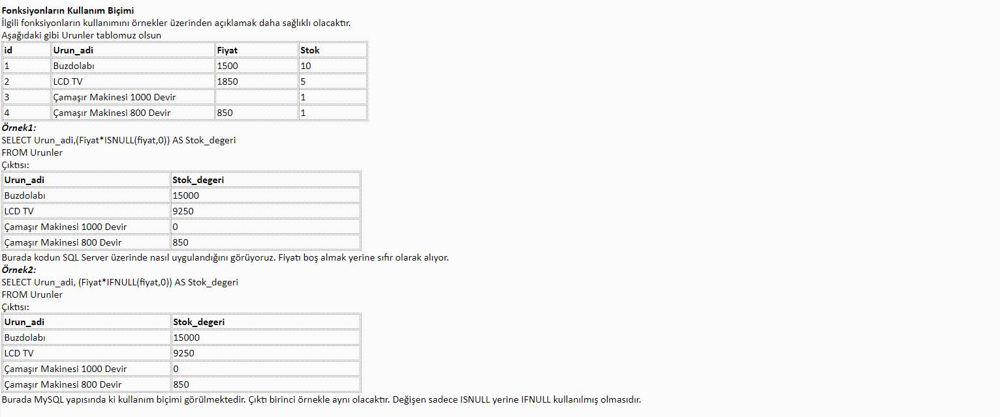 Fonksiyonların Kullanım Biçimi
İlgili fonksiyonların kullanımını örnekler üzerinden açıklamak daha sağlıklı olacaktır.
Aşağıdaki gibi Urunler tablomuz olsun
id Urun_adi Fiyat Stok
1 Buzdolabı 1500 10
2 LCD TV 1850 5
3 Çamaşır Makinesi 1000 Devir 1
4 Çamaşır Makinesi 800 Devir 850 1
Örnek1:
SELECT Urun_adi,(Fiyat*ISNULL(fiyat,0)) AS Stok_degeri
FROM Urunler
Çıktısı:
Urun_adi Stok_degeri
Buzdolabı 15000
LCD TV 9250
Çamaşır Makinesi 1000 Devir 0
Çamaşır Makinesi 800 Devir 850
Burada kodun SQL Server üzerinde nasıl uygulandığını görüyoruz. Fiyatı boş almak yerine sıfır olarak alıyor.
Örnek2:
SELECT Urun_adi, (Fiyat*IFNULL(fiyat,0)) AS Stok_degeri
FROM Urunler
Çıktısı:
Urun_adi Stok_degeri
Buzdolabı 15000
LCD TV 9250
Çamaşır Makinesi 1000 Devir 0
Çamaşır Makinesi 800 Devir 850
Burada MySQL yapısında ki kullanım biçimi görülmektedir. Çıktı birinci örnekle aynı olacaktır. Değişen sadece ISNULL yerine IFNULL kullanılmış olmasıdır.